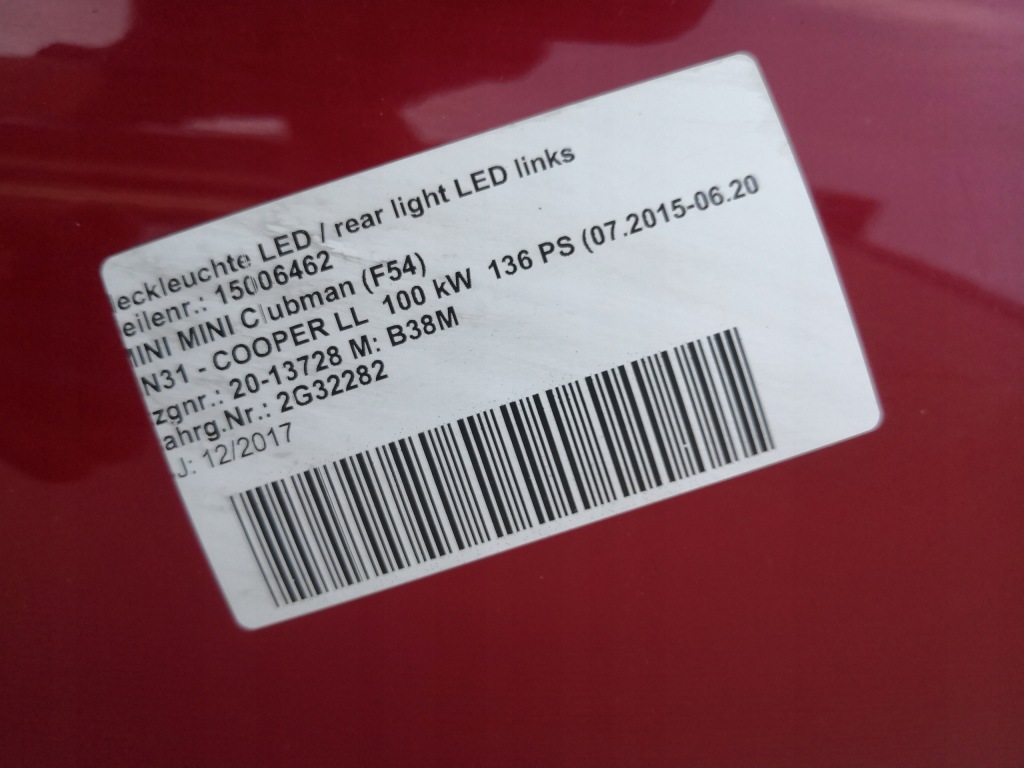 eckleuchte LED / rear light LED links
eilenr.: 15006462
INI MINI Clubman (F54)
N31 - COOPER LL 100 kW 136 PS (07.2015-06.20
zgnr.: 20-13728 M: B38M
ahrg.Nr.: 2G32282
J: 12/2017